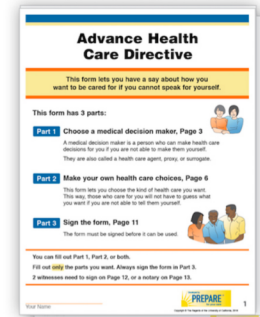 Advance Health
Care Directive
This form lets you have a say about how you
want to be cared for if you cannot speak for yourself.
This form has 3 parts:
Part 1 Choose a medical decision maker, Page 3
A medical decision maker is a person who can make health care
decisions for you if you are not able to make them yourself.
They are also called a health care agent, proxy, or surrogate.
Part 2 Make your own health care choices, Page 6
This form lets you choose the kind of health care you want.
This way, those who care for you will not have to guess what
you want if you are not able to tell them yourself.
Part 3 Sign the form, Page 11
The form must be signed before it can be used.
You can fill out Part 1, Part 2, or both.
Fill out only the parts you want. Always sign the form in Part 3.
2 witnesses need to sign on Page 12, or a notary on Page 13.
Your Name
PREPARE
1